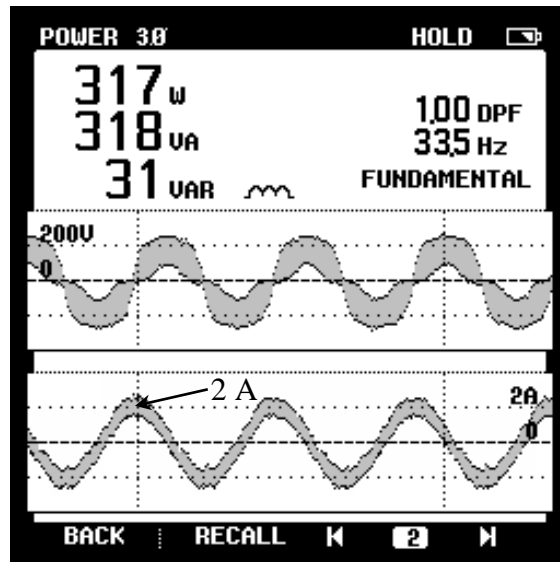 POWER 3Ø HOLD
317 W
318 VA
31 VAR
1.00 DPF
33.5 Hz
FUNDAMENTAL
200V
0
2 A
2A
0
BACK RECALL 2